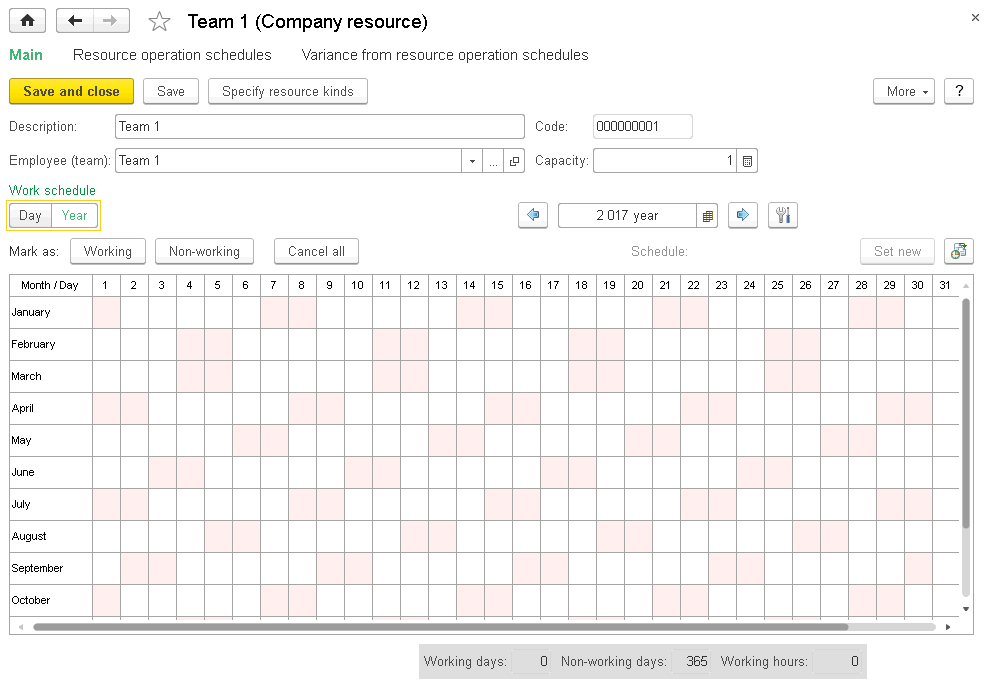 Team 1 (Company resource)
Main Resource operation schedules Variance from resource operation schedules
Save and close Save Specify resource kinds More ?
Description: Team 1 Code: 000000001
Employee (team): Team 1 ... Capacity: 1
Work schedule
Day Year 2 017 year
Mark as: Working Non-working Cancel all Schedule: Set new
Month / Day 1 2 3 4 5 6 7 8 9 10 11 12 13 14 15 16 17 18 19 20 21 22 23 24 25 26 27 28 29 30 31
January
February
March
April
May
June
July
August
September
October
Working days: 0 Non-working days: 365 Working hours: 0